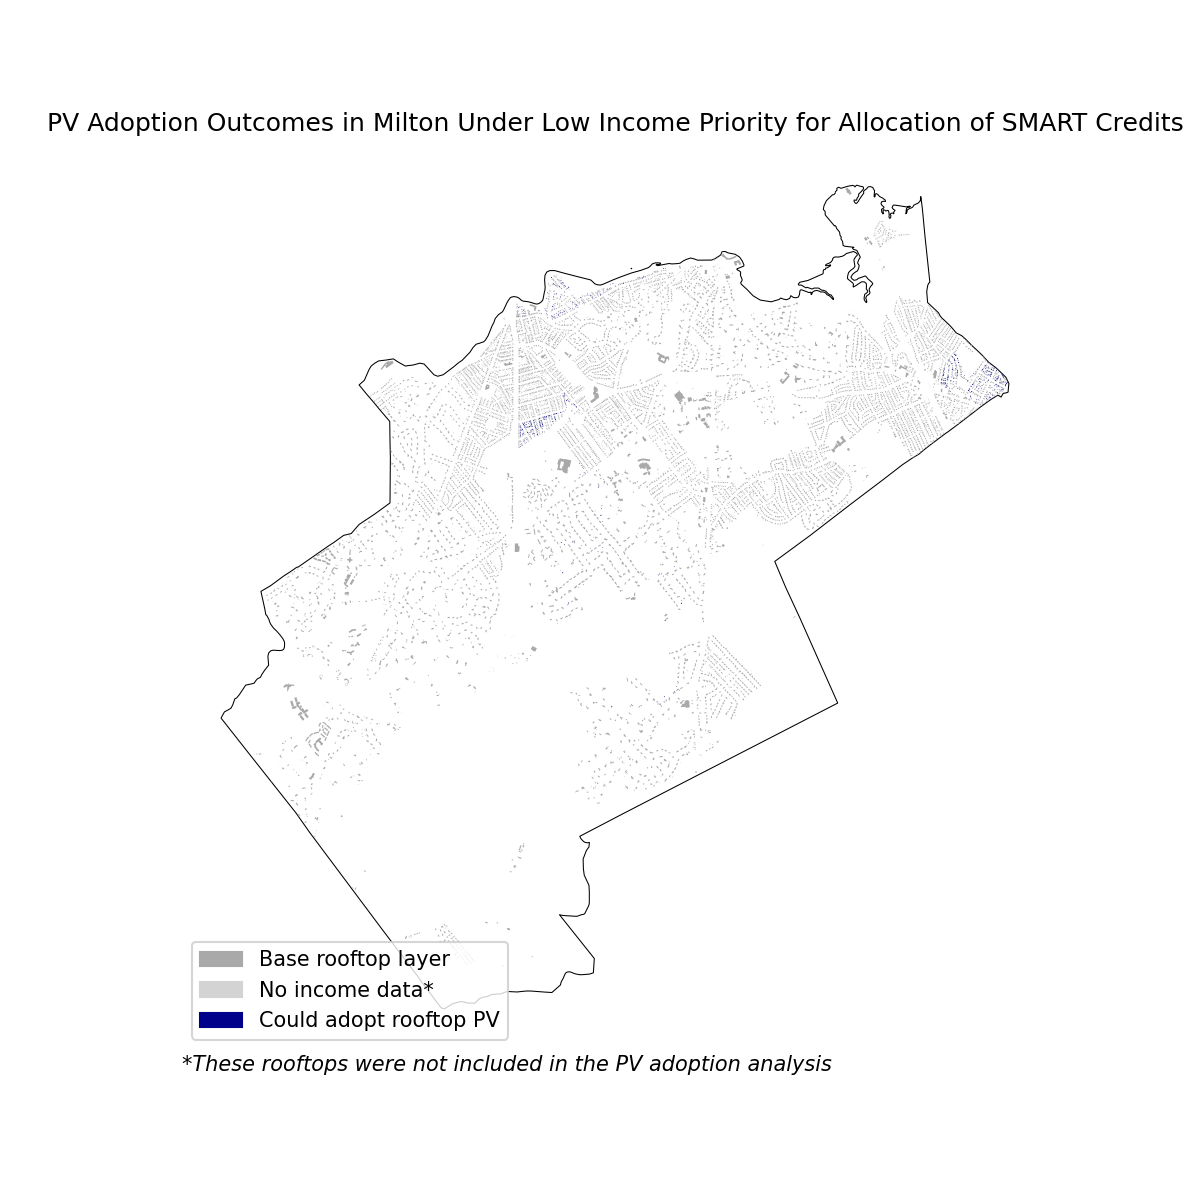 PV Adoption Outcomes in Milton Under Low Income Priority for Allocation of SMART Credits
Base rooftop layer
No income data*
Could adopt rooftop PV
*These rooftops were not included in the PV adoption analysis